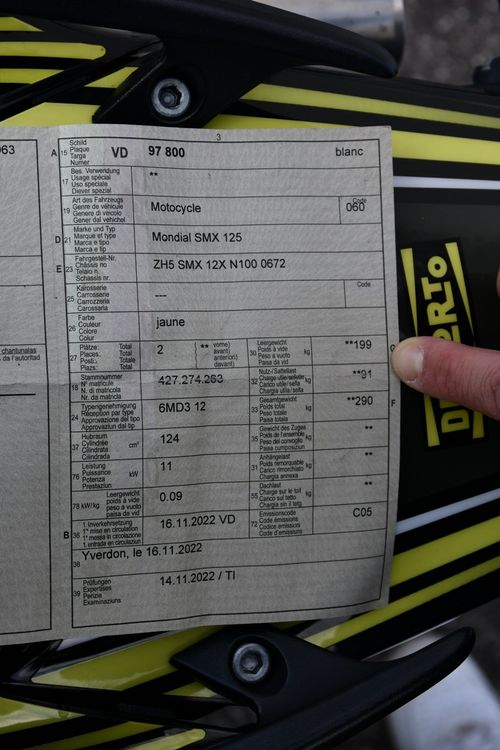 3
063
A 15 Schild Plaque Targa Numer VD 97 800 blanc
17 Bes. Verwendung Usage spécial Uso speciale Diever spezial **
19 Art des Fahrzeugs Genre de véhicule Genere di veicolo Gener dal vichel Motocycle Code 060
D 21 Marke und Typ Marque et type Marca e tipo Marca e tip Mondial SMX 125
E 23 Fahrgestell-Nr. Châssis no Telaio n. Schassis nr. ZH5 SMX 12X N100 0672
25 Karosserie Carrosserie Carrozzeria Carossaria --- Code
26 Farbe Couleur Colore Colur jaune
27 Plätze: Total Places: Total Posti: Totale Plazs: Total 2 ** vorne) avant) anteriori) davant)
30 Leergewicht Poids à vide Peso a vuoto Paisa da vid kg **199
18 Stammnummer N° matricule N. di matricola Nr. da matricla 427.274.263
32 Nutz-/Sattellast Charge utile/sellette Carico utile/sella Chargia utila/sella kg **91
24 Typengenehmigung Réception par type Approvazione del tipo Approvaziun dal tip 6MD3 12
33 Gesamtgewicht Poids total Peso totale Paisa totala kg **290 F
37 Hubraum Cylindrée Cilindrata Cilindrada cm³ 124
35 Gewicht des Zuges Poids de l'ensemble Peso del convoglio Paisa cumposiziun kg **
76 Leistung Puissance Potenza Prestaziun kW 11
31 Anhängelast Poids remorquable Carico rimorchiato Chargia annexa kg **
78 kW/kg Leergewicht poids à vide peso a vuoto paisa da vid 0.09
55 Dachlast Charge sur le toit Carico sul tetto Chargia sin il tetg kg **
B 36 1. Inverkehrsetzung 1re mise en circulation 1a messa in circolazione 1. entrada en circulaziun 16.11.2022 VD
72 Emissionscode Code émissions Codice emissioni Code d'emissiuns C05
38 Yverdon, le 16.11.2022
39 Prüfungen Expertises Perizie Examinaziuns 14.11.2022 / TI